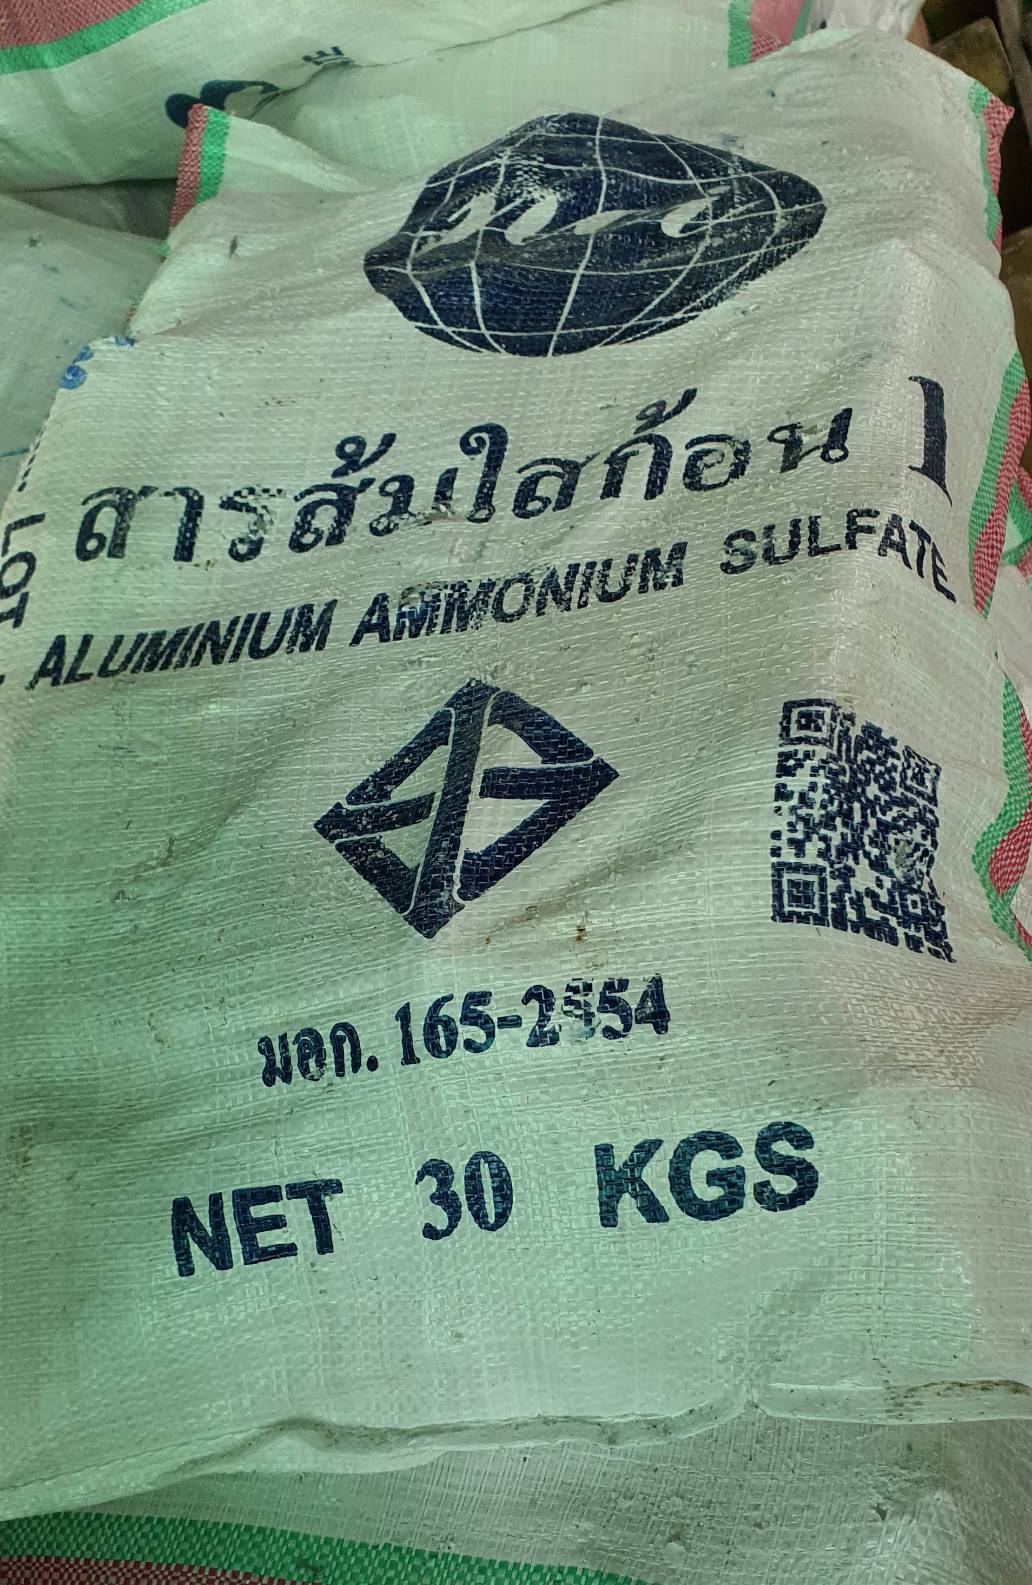 สารส้มใสก้อน 1
ALUMINIUM AMMONIUM SULFATE
LOT
มอก. 165-2554
NET 30 KGS